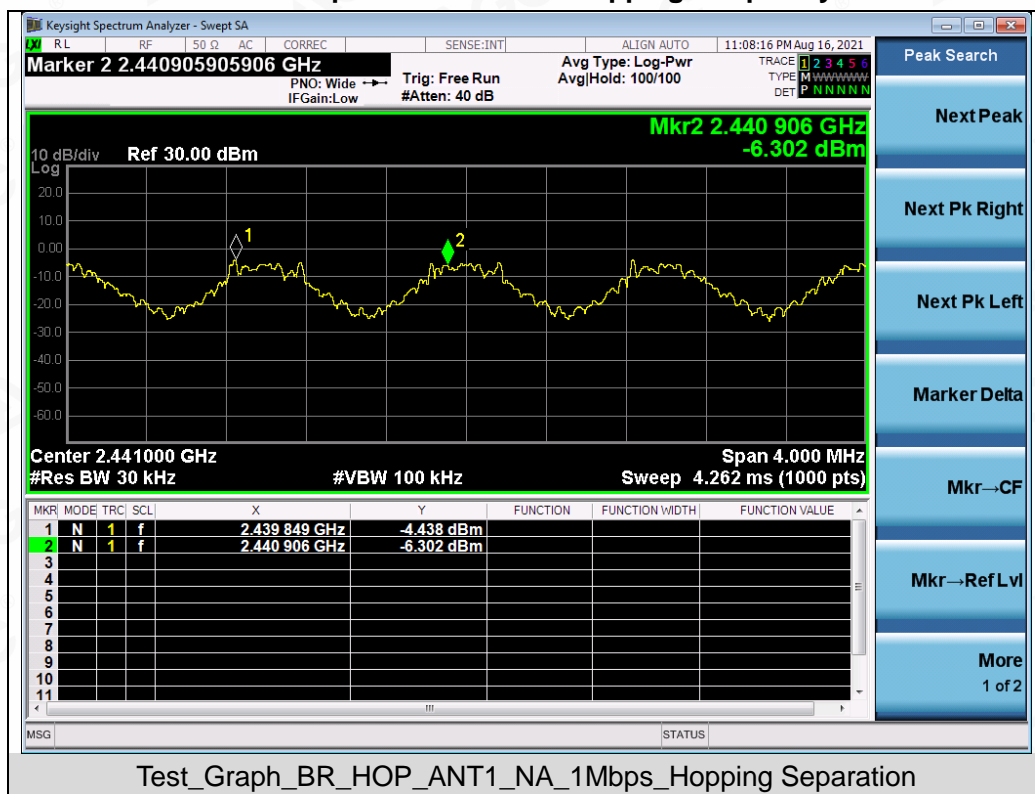 Keysight Spectrum Analyzer - Swept SA
LXI RL RF 50 Ω AC CORREC SENSE:INT ALIGN AUTO 11:08:16 PM Aug 16, 2021
Marker 2 2.440905905906 GHz
PNO: Wide
IFGain:Low
Trig: Free Run
#Atten: 40 dB
Avg Type: Log-Pwr
Avg|Hold: 100/100
TRACE 1 2 3 4 5 6
TYPE MWWWWW
DET P N N N N N
Mkr2 2.440 906 GHz
-6.302 dBm
10 dB/div Ref 30.00 dBm
Log
20.0
10.0
0.00
-10.0
-20.0
-30.0
-40.0
-50.0
-60.0
1
2
Center 2.441000 GHz Span 4.000 MHz
#Res BW 30 kHz #VBW 100 kHz Sweep 4.262 ms (1000 pts)
MKR MODE TRC SCL X Y FUNCTION FUNCTION WIDTH FUNCTION VALUE
1 N 1 f 2.439 849 GHz -4.438 dBm
2 N 1 f 2.440 906 GHz -6.302 dBm
3
4
5
6
7
8
9
10
11
MSG STATUS
Peak Search
Next Peak
Next Pk Right
Next Pk Left
Marker Delta
Mkr→CF
Mkr→Ref Lvl
More
1 of 2
Test_Graph_BR_HOP_ANT1_NA_1Mbps_Hopping Separation